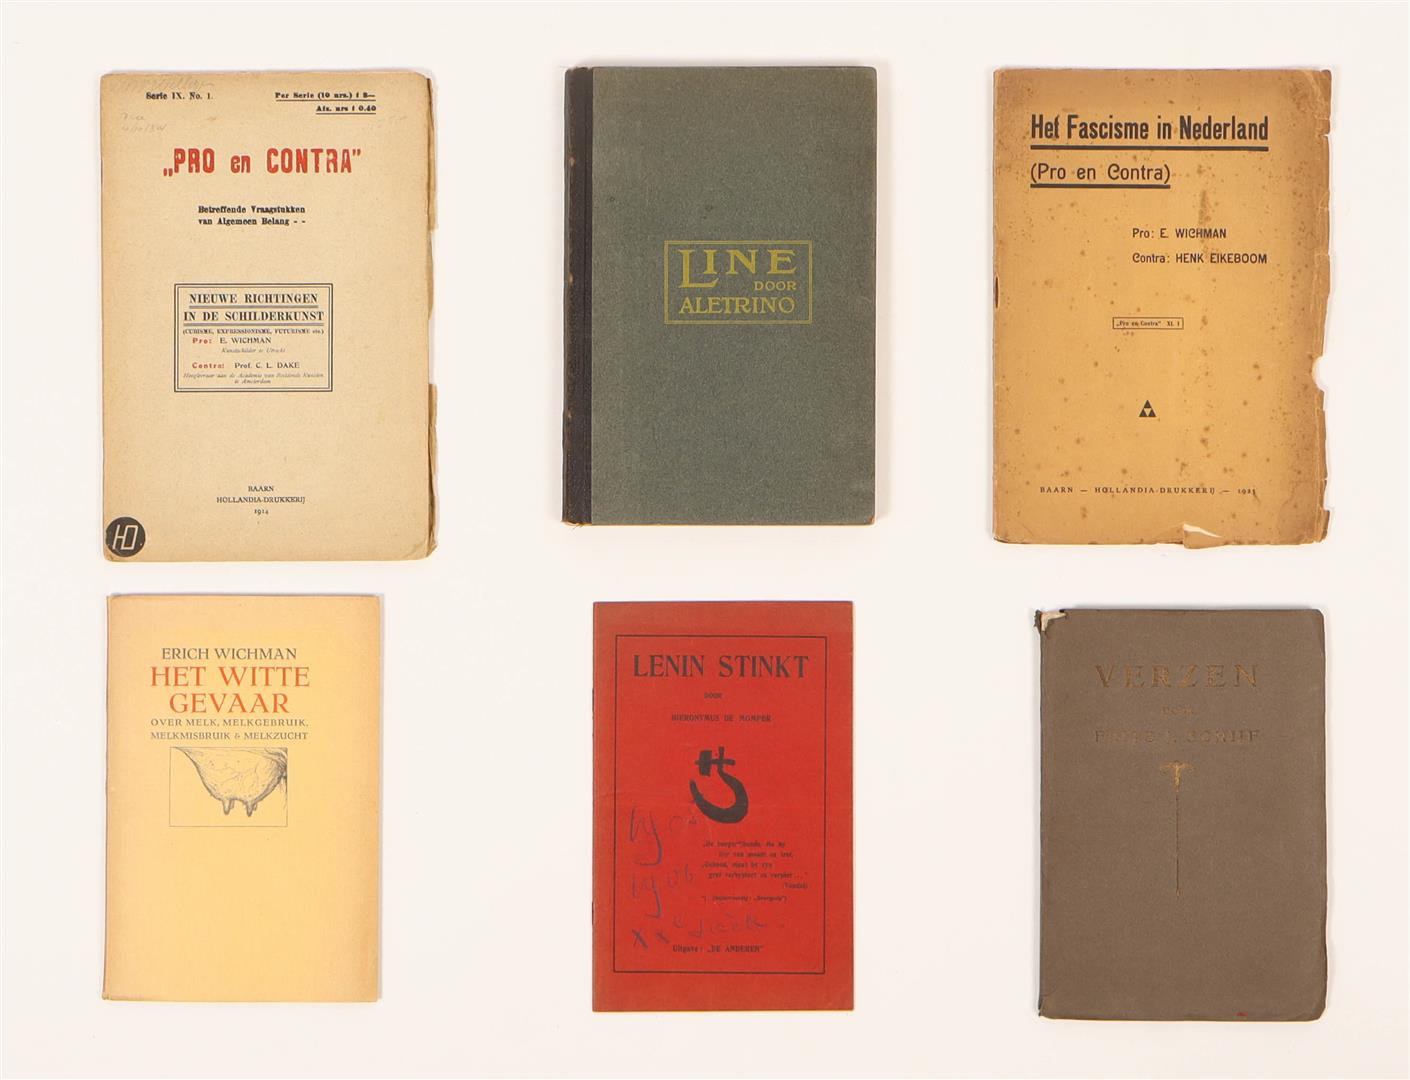 Serie IX. No. 1.
Per Serie (10 nrs.) f 3—
Afz. nrs f 0.40
„PRO en CONTRA”
Betreffende Vraagstukken
van Algemeen Belang - -
NIEUWE RICHTINGEN
IN DE SCHILDERKUNST
(CUBISME, EXPRESSIONISME, FUTURISME etc.)
Pro: E. WICHMAN
Kunstschilder te Utrecht
Contra: Prof. C. L. DAKE
Hoogleeraar aan de Academie van Beeldende Kunsten
te Amsterdam
BAARN
HOLLANDIA-DRUKKERIJ
1914
HD
LINE
DOOR
ALETRINO
Het Fascisme in Nederland
(Pro en Contra)
Pro: E. WICHMAN
Contra: HENK EIKEBOOM
„Pro en Contra” XI. 1
BAARN — HOLLANDIA-DRUKKERIJ — 1925
ERICH WICHMAN
HET WITTE
GEVAAR
OVER MELK, MELKGEBRUIK,
MELKMISBRUIK & MELKZUCHT
LENIN STINKT
DOOR
HIERONYMUS DE MOMPER
(Vondel)
Uitgave: „DE ANDEREN”
VERZEN
DOOR